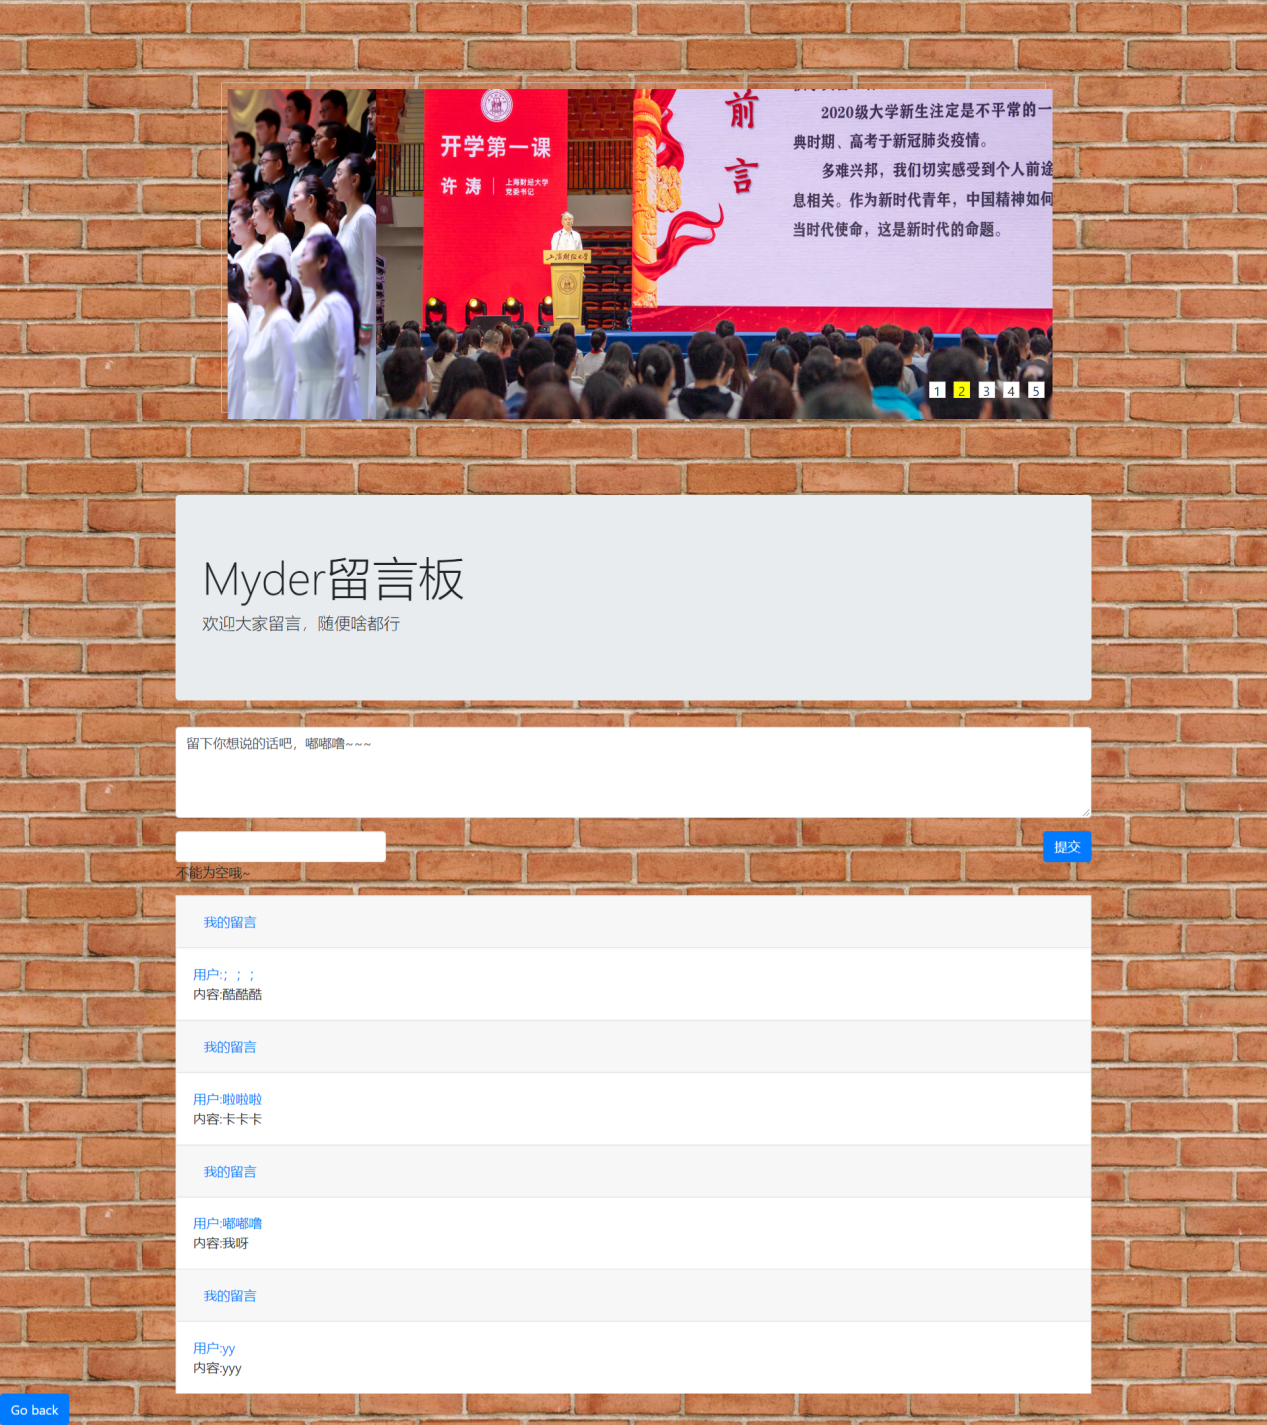 前言
2020级大学新生注定是不平常的一
典时期、高考于新冠肺炎疫情。
多难兴邦，我们切实感受到个人前途
息相关。作为新时代青年，中国精神如何
当时代使命，这是新时代的命题。
开学第一课
许涛
上海财经大学
党委书记
上海财经大学
1 2 3 4 5
Myder留言板
欢迎大家留言，随便啥都行
留下你想说的话吧，嘟嘟噜~~~
提交
不能为空哦~
我的留言
用户:；；；
内容:酷酷酷
我的留言
用户:啦啦啦
内容:卡卡卡
我的留言
用户:嘟嘟噜
内容:我呀
我的留言
用户:yy
内容:yyy
Go back